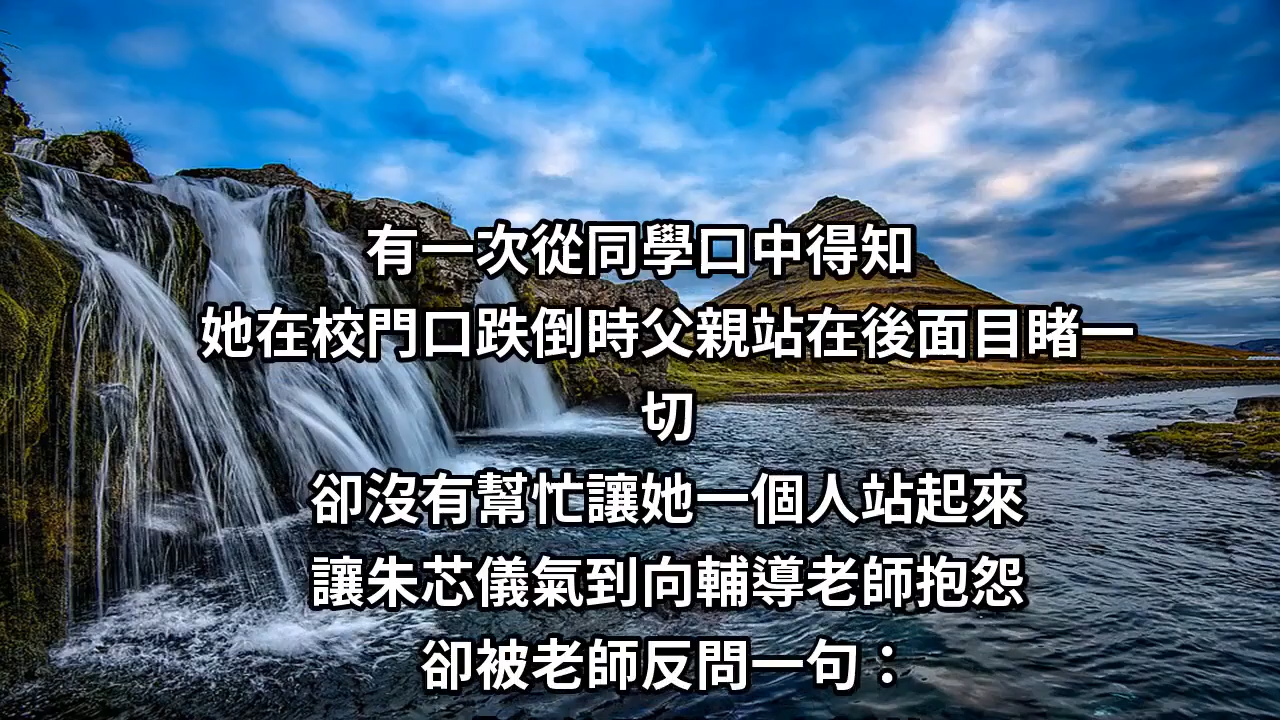 有一次從同學口中得知
她在校門口跌倒時父親站在後面目睹一
切
卻沒有幫忙讓她一個人站起來
讓朱芯儀氣到向輔導老師抱怨
卻被老師反問一句：